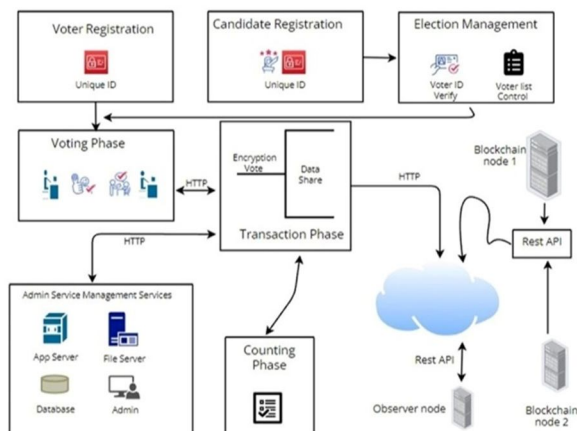 Voter Registration
Unique ID
Candidate Registration
Unique ID
Election Management
Voter ID
Verify
Voter list
Control
Voting Phase
HTTP
Encryption
Vote
Data
Share
Transaction Phase
HTTP
Blockchain
node 1
Rest API
HTTP
Admin Service Management Services
App Server
File Server
Database
Admin
Counting
Phase
Rest API
Observer node
Blockchain
node 2